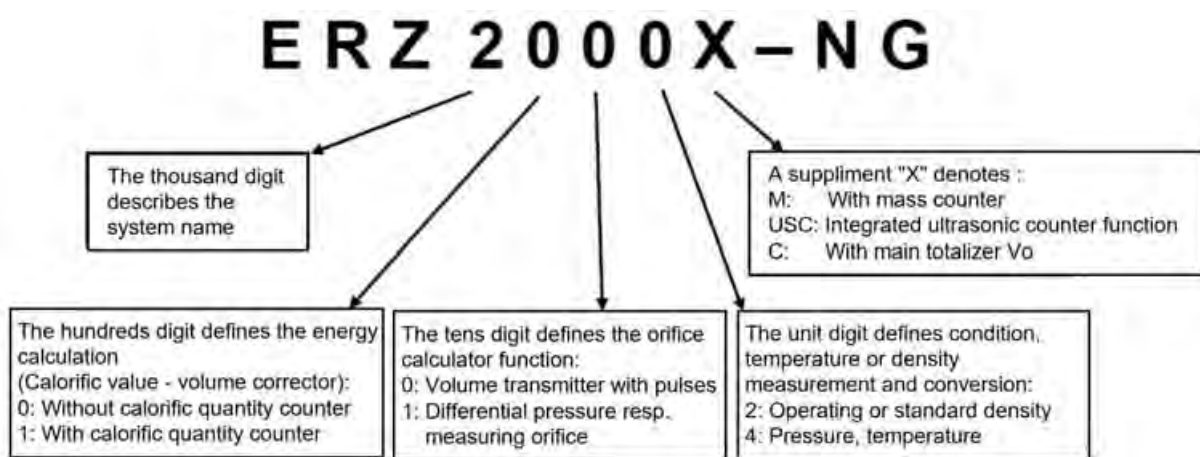 ERZ 2000X – NG
The thousand digit
describes the
system name
A suppliment "X" denotes :
M: With mass counter
USC: Integrated ultrasonic counter function
C: With main totalizer Vo
The hundreds digit defines the energy
calculation
(Calorific value - volume corrector):
0: Without calorific quantity counter
1: With calorific quantity counter
The tens digit defines the orifice
calculator function:
0: Volume transmitter with pulses
1: Differential pressure resp.
measuring orifice
The unit digit defines condition,
temperature or density
measurement and conversion:
2: Operating or standard density
4: Pressure, temperature